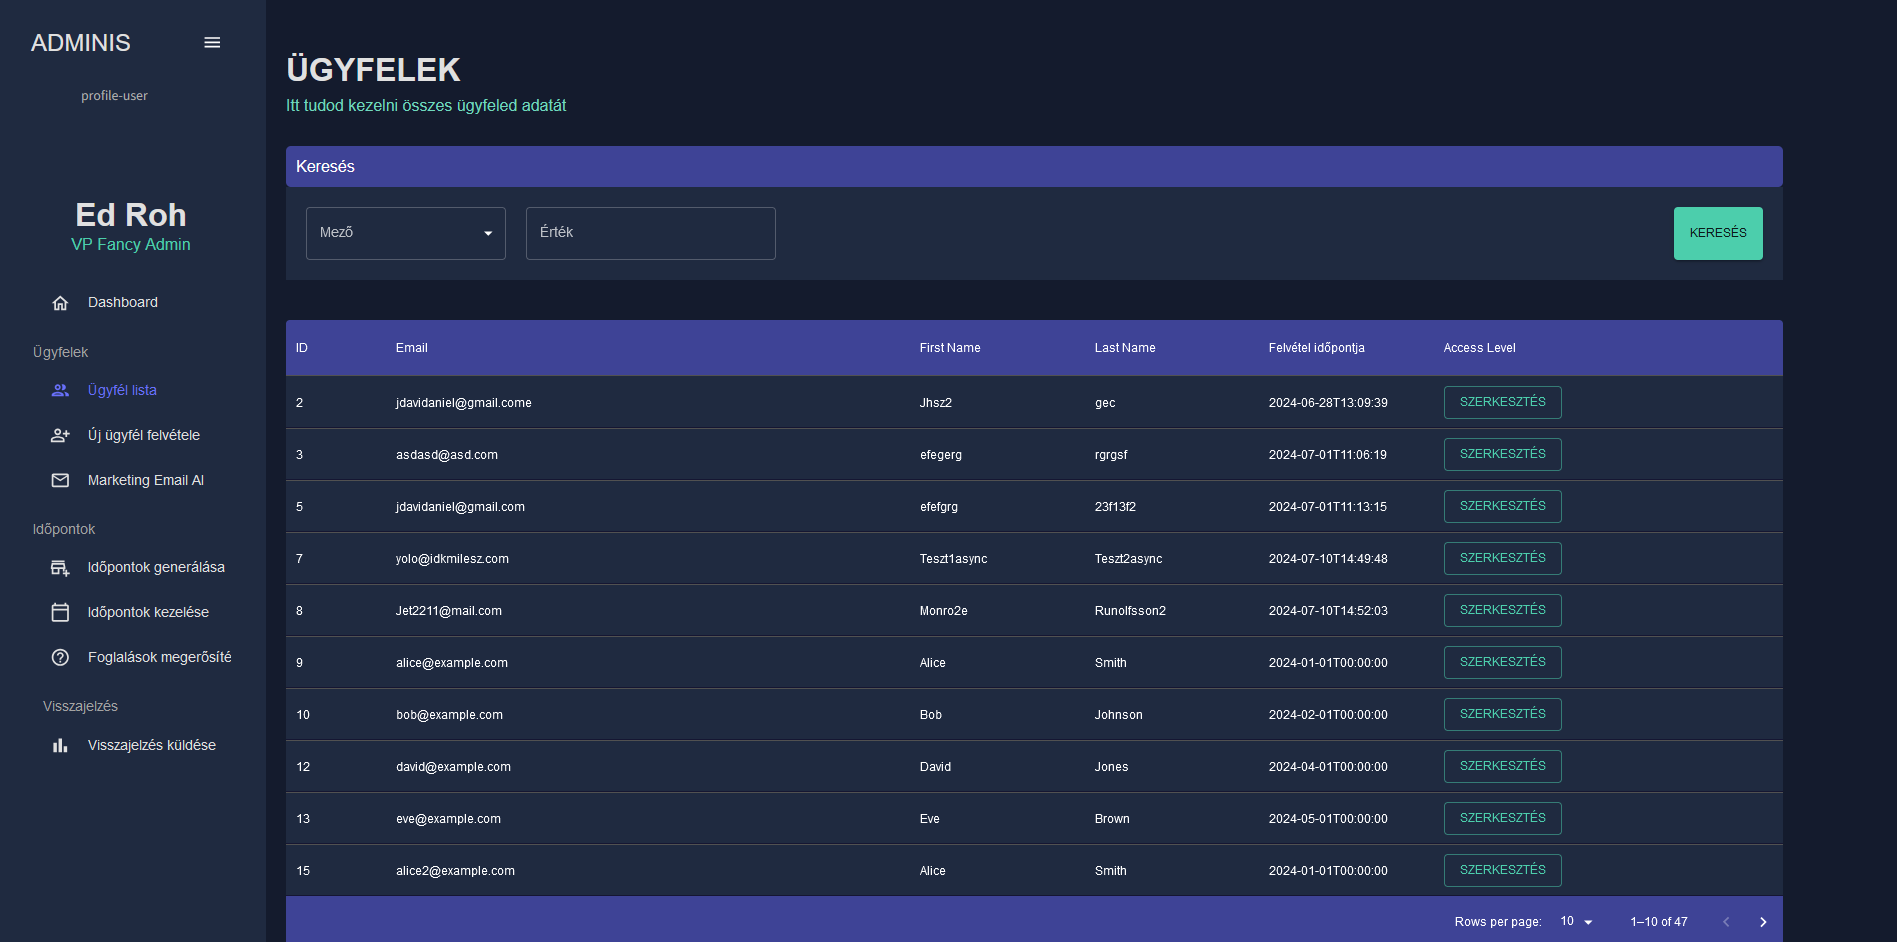 ADMINIS
profile-user
Ed Roh
VP Fancy Admin
Dashboard
Ügyfelek
Ügyfél lista
Új ügyfél felvétele
Marketing Email AI
Időpontok
Időpontok generálása
Időpontok kezelése
Foglalások megerősíté
Visszajelzés
Visszajelzés küldése
ÜGYFELEK
Itt tudod kezelni összes ügyfeled adatát
Keresés
Mező Érték KERESÉS
ID Email First Name Last Name Felvétel időpontja Access Level
2 jdavidaniel@gmail.come Jhsz2 gec 2024-06-28T13:09:39 SZERKESZTÉS
3 asdasd@asd.com efegerg rgrgsf 2024-07-01T11:06:19 SZERKESZTÉS
5 jdavidaniel@gmail.com efefgrg 23f13f2 2024-07-01T11:13:15 SZERKESZTÉS
7 yolo@idkmilesz.com Teszt1async Teszt2async 2024-07-10T14:49:48 SZERKESZTÉS
8 Jet2211@mail.com Monro2e Runolfsson2 2024-07-10T14:52:03 SZERKESZTÉS
9 alice@example.com Alice Smith 2024-01-01T00:00:00 SZERKESZTÉS
10 bob@example.com Bob Johnson 2024-02-01T00:00:00 SZERKESZTÉS
12 david@example.com David Jones 2024-04-01T00:00:00 SZERKESZTÉS
13 eve@example.com Eve Brown 2024-05-01T00:00:00 SZERKESZTÉS
15 alice2@example.com Alice Smith 2024-01-01T00:00:00 SZERKESZTÉS
Rows per page: 10 1–10 of 47